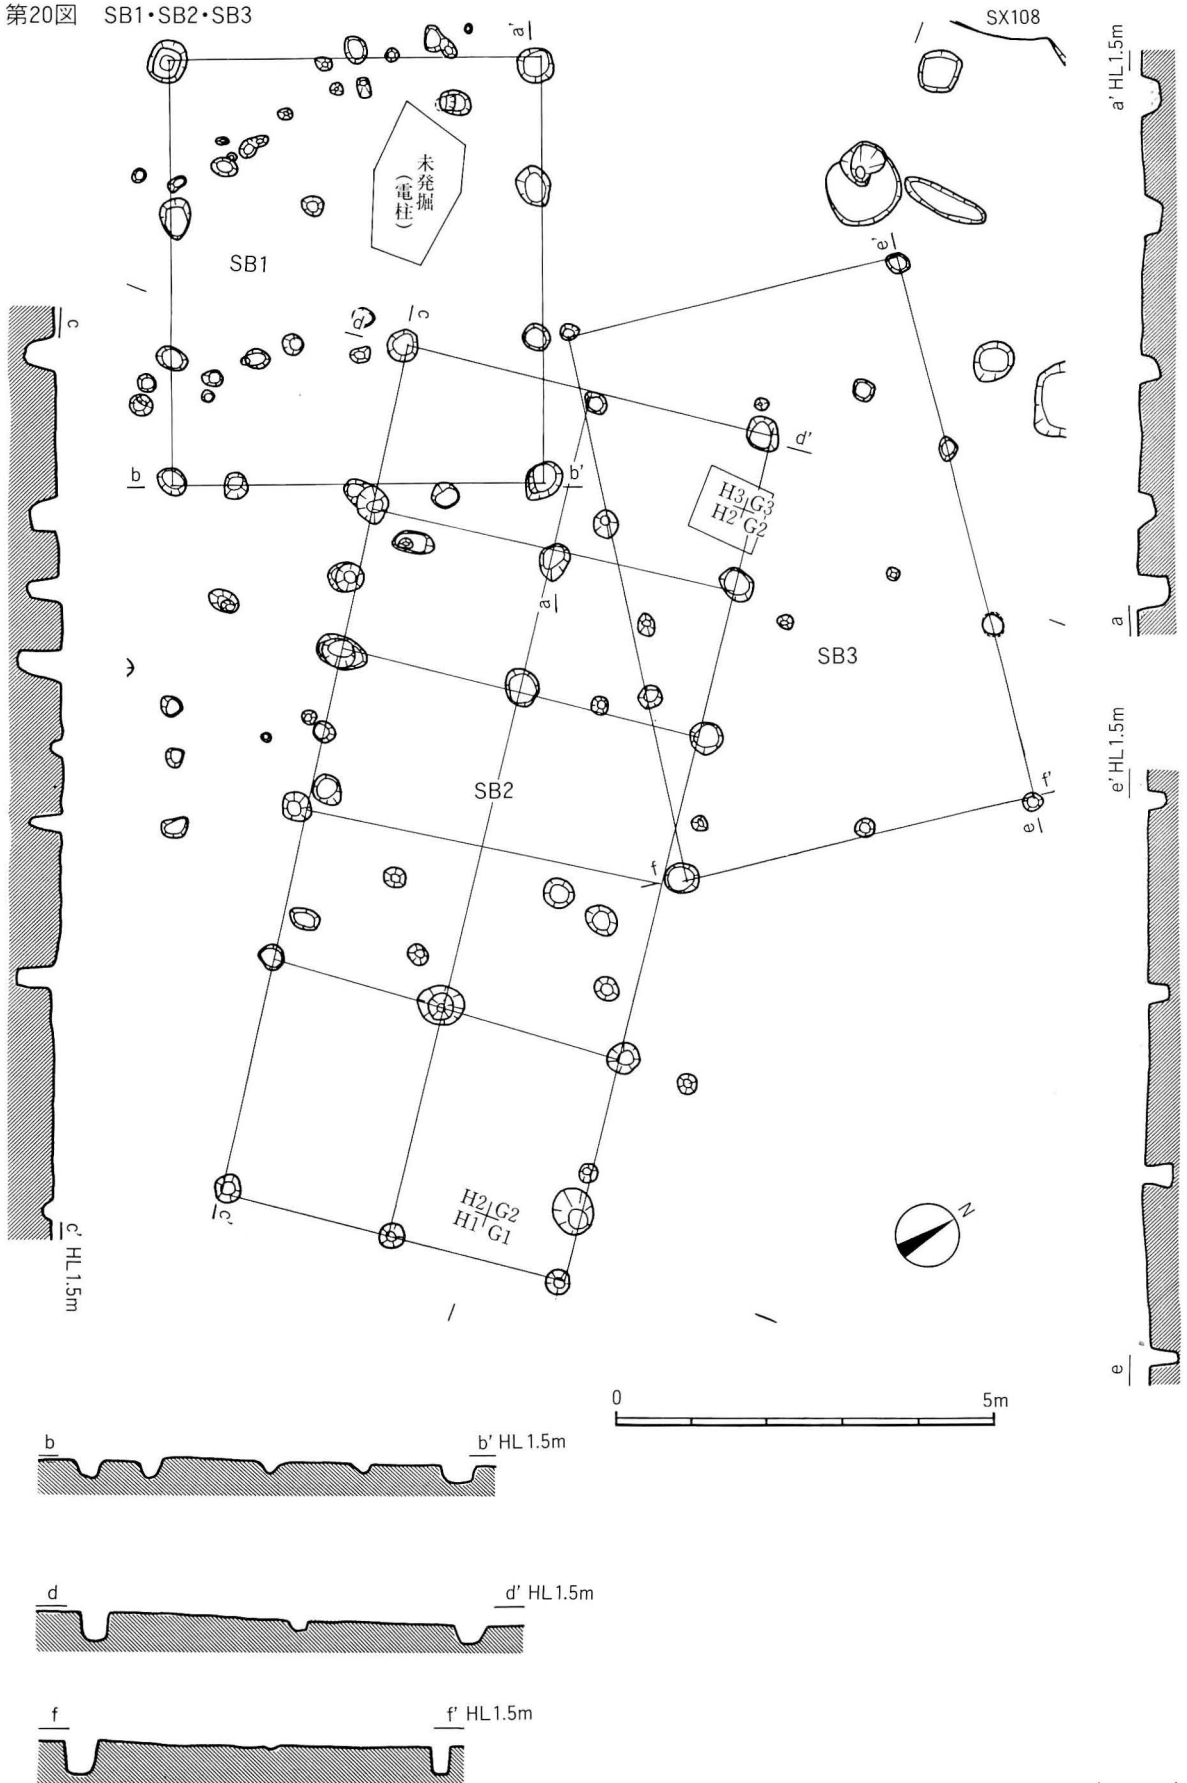 第20図 SB1・SB2・SB3
SX108
a'
a' HL1.5m
未発掘
(電柱)
SB1
e'
c
d
c
d'
b
b'
H3 G3
H2 G2
a
a
SB3
SB2
e' HL1.5m
f'
e
f
c'
H2 G2
H1 G1
N
c' HL1.5m
e
0 5m
b b' HL1.5m
d d' HL1.5m
f f' HL1.5m